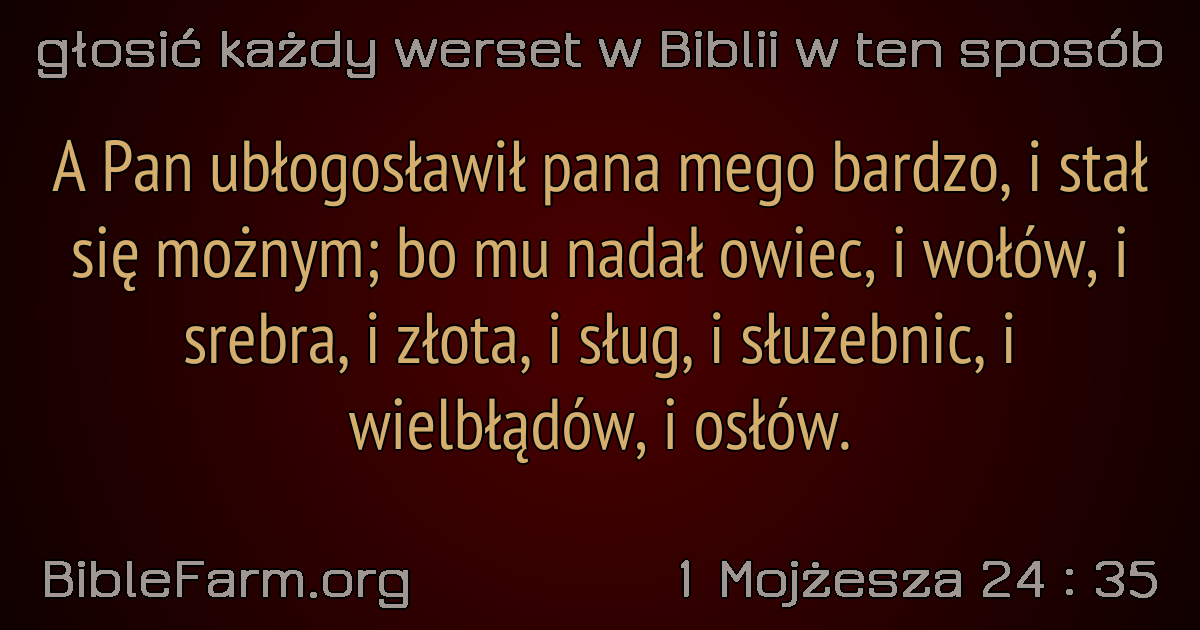 głosić każdy werset w Biblii w ten sposób
A Pan ubłogosławił pana mego bardzo, i stał
się możnym; bo mu nadał owiec, i wołów, i
srebra, i złota, i sług, i służebnic, i
wielbłądów, i osłów.
BibleFarm.org
1 Mojżesza 24 : 35